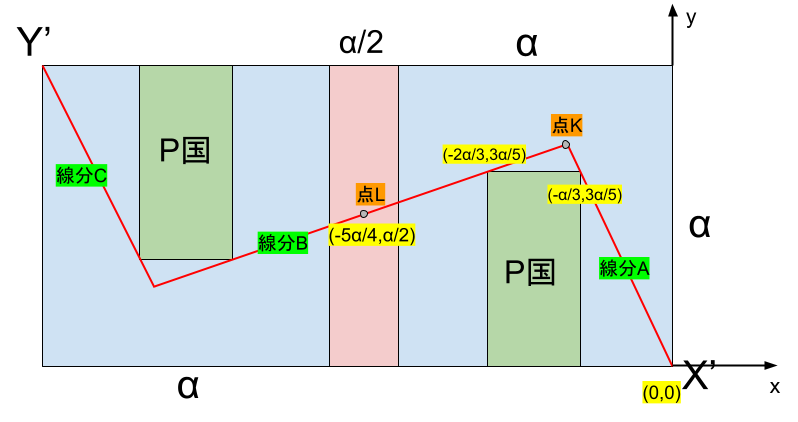 Y’
α/2
α
y
点K
P国
(-2α/3,3α/5)
線分C
点L
(-α/3,3α/5)
(-5α/4,α/2)
線分B
α
P国
線分A
X’
α
(0,0)
x